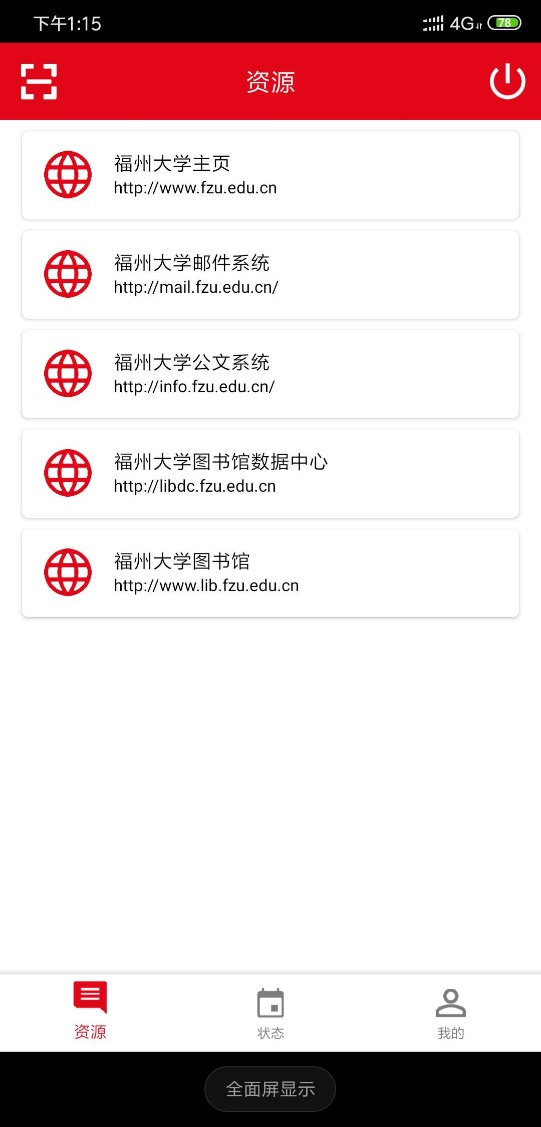 下午1:15
4G
78
资源
福州大学主页
http://www.fzu.edu.cn
福州大学邮件系统
http://mail.fzu.edu.cn/
福州大学公文系统
http://info.fzu.edu.cn/
福州大学图书馆数据中心
http://libdc.fzu.edu.cn
福州大学图书馆
http://www.lib.fzu.edu.cn
资源
状态
我的
全面屏显示